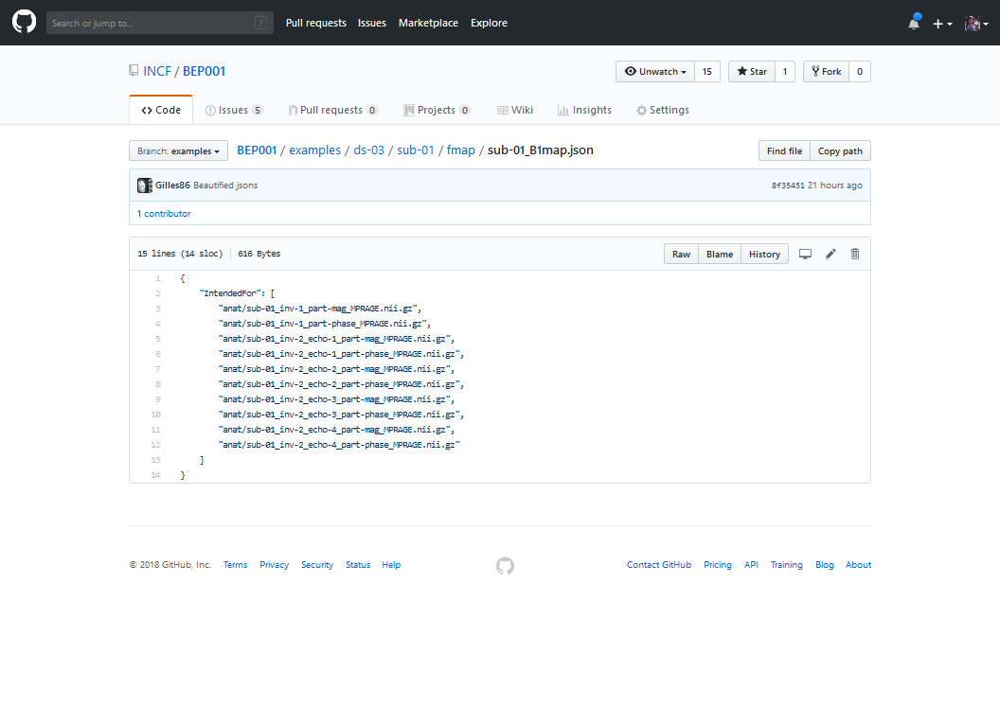 Search or jump to... /
Pull requests Issues Marketplace Explore
INCF / BEP001
Unwatch 15 Star 1 Fork 0
Code Issues 5 Pull requests 0 Projects 0 Wiki Insights Settings
Branch: examples BEP001 / examples / ds-03 / sub-01 / fmap / sub-01_B1map.json Find file Copy path
Gilles86 Beautified jsons 8f35451 21 hours ago
1 contributor
15 lines (14 sloc) 616 Bytes Raw Blame History
1 {
2 "IntendedFor": [
3 "anat/sub-01_inv-1_part-mag_MPRAGE.nii.gz",
4 "anat/sub-01_inv-1_part-phase_MPRAGE.nii.gz",
5 "anat/sub-01_inv-2_echo-1_part-mag_MPRAGE.nii.gz",
6 "anat/sub-01_inv-2_echo-1_part-phase_MPRAGE.nii.gz",
7 "anat/sub-01_inv-2_echo-2_part-mag_MPRAGE.nii.gz",
8 "anat/sub-01_inv-2_echo-2_part-phase_MPRAGE.nii.gz",
9 "anat/sub-01_inv-2_echo-3_part-mag_MPRAGE.nii.gz",
10 "anat/sub-01_inv-2_echo-3_part-phase_MPRAGE.nii.gz",
11 "anat/sub-01_inv-2_echo-4_part-mag_MPRAGE.nii.gz",
12 "anat/sub-01_inv-2_echo-4_part-phase_MPRAGE.nii.gz"
13 ]
14 }
© 2018 GitHub, Inc. Terms Privacy Security Status Help Contact GitHub Pricing API Training Blog About